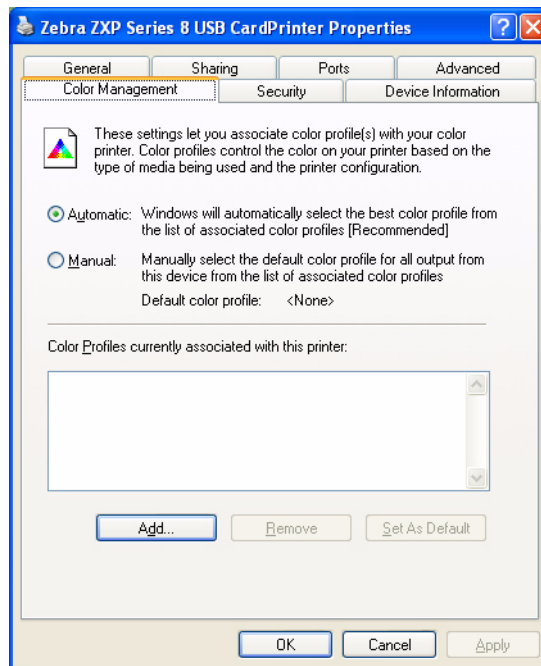 Zebra ZXP Series 8 USB CardPrinter Properties
General Sharing Ports Advanced
Color Management Security Device Information
These settings let you associate color profile(s) with your color
printer. Color profiles control the color on your printer based on the
type of media being used and the printer configuration.
Automatic: Windows will automatically select the best color profile from
the list of associated color profiles [Recommended]
Manual: Manually select the default color profile for all output from
this device from the list of associated color profiles
Default color profile: <None>
Color Profiles currently associated with this printer:
Add... Remove Set As Default
OK Cancel Apply